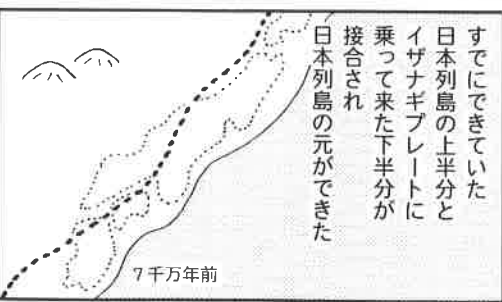 すでにできていた
日本列島の上半分と
イザナギプレートに
乗って来た下半分が
接合され
日本列島の元ができた
7千万年前